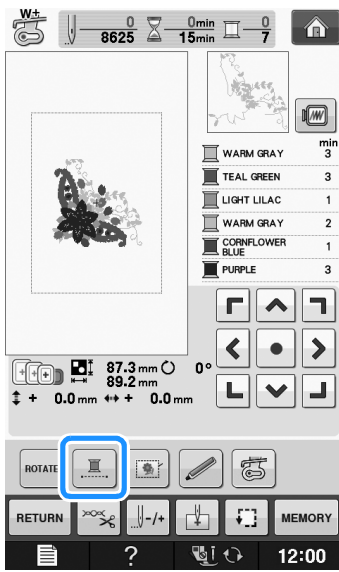 W+
0 0min 0
8625 15min 7
min
WARM GRAY 3
TEAL GREEN 3
LIGHT LILAC 1
WARM GRAY 2
CORNFLOWER
BLUE 1
PURPLE 3
87.3 mm 0°
89.2 mm
+ 0.0 mm + 0.0 mm
ROTATE
RETURN -/+ MEMORY
? 12:00